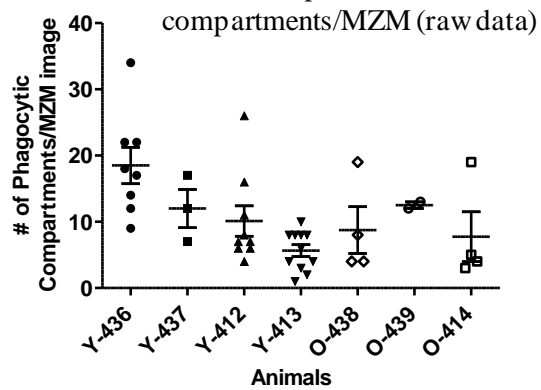 compartments/MZM (raw data)
# of Phagocytic
Compartments/MZM image
40
30
20
10
0
Y-436
Y-437
Y-412
Y-413
O-438
O-439
O-414
Animals